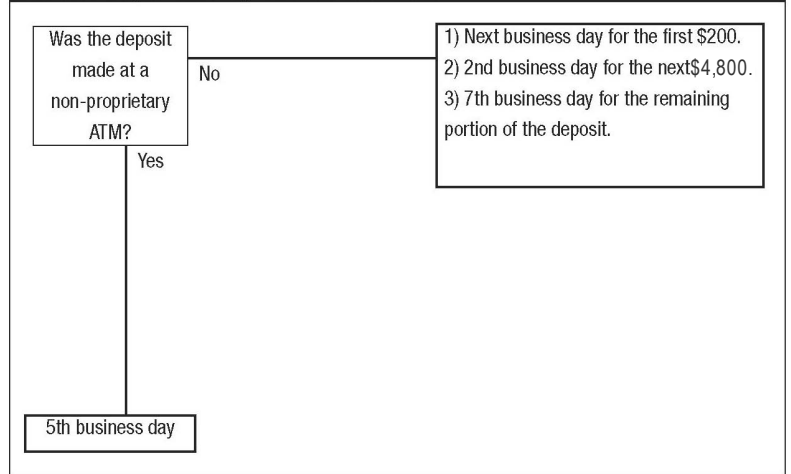 Was the deposit
made at a
non-proprietary
ATM?
No
1) Next business day for the first $200.
2) 2nd business day for the next$4,800.
3) 7th business day for the remaining
portion of the deposit.
Yes
5th business day